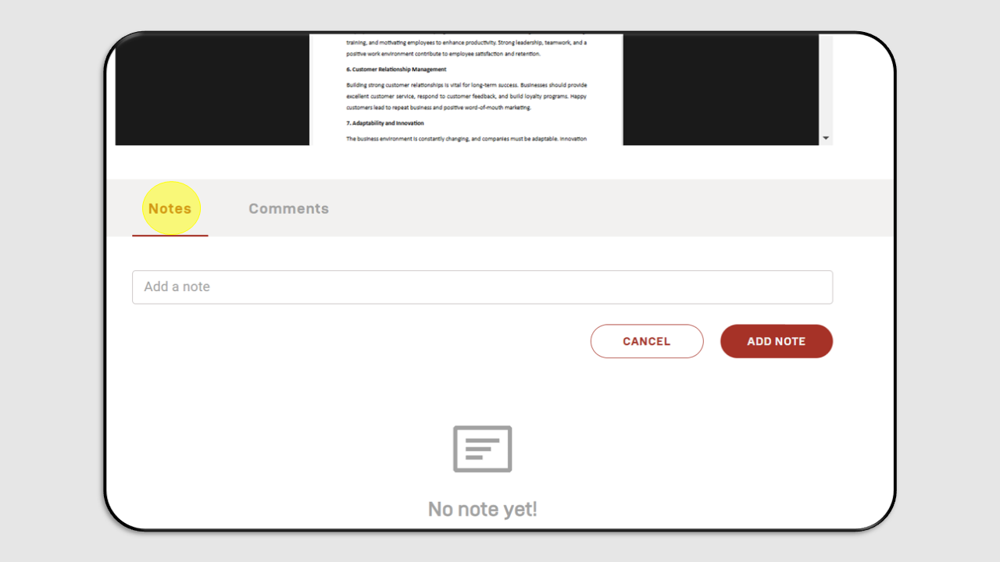 training, and motivating employees to enhance productivity. Strong leadership, teamwork, and a
positive work environment contribute to employee satisfaction and retention.
6. Customer Relationship Management
Building strong customer relationships is vital for long-term success. Businesses should provide
excellent customer service, respond to customer feedback, and build loyalty programs. Happy
customers lead to repeat business and positive word-of-mouth marketing.
7. Adaptability and Innovation
The business environment is constantly changing, and companies must be adaptable. Innovation
Notes
Comments
Add a note
CANCEL
ADD NOTE
No note yet!